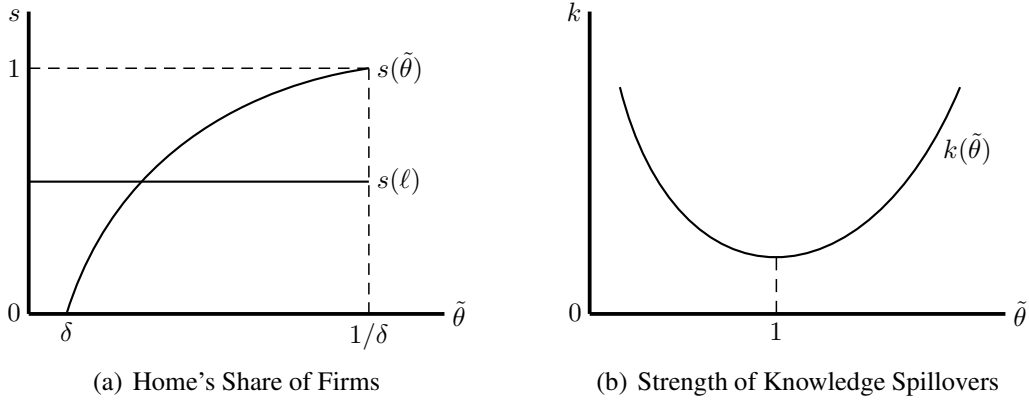 s
1
s(θ̃)
s(ℓ)
0
δ
1/δ
θ̃
(a) Home's Share of Firms
k
k(θ̃)
0
1
θ̃
(b) Strength of Knowledge Spillovers